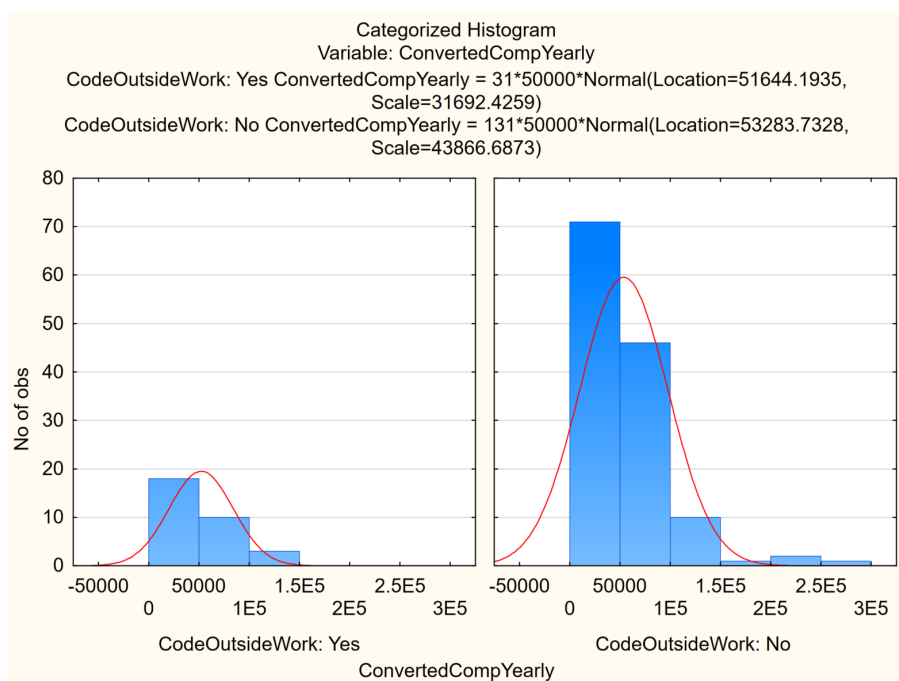 Categorized Histogram
Variable: ConvertedCompYearly
CodeOutsideWork: Yes ConvertedCompYearly = 31*50000*Normal(Location=51644.1935,
Scale=31692.4259)
CodeOutsideWork: No ConvertedCompYearly = 131*50000*Normal(Location=53283.7328,
Scale=43866.6873)
80
70
60
50
40
30
20
10
0
No of obs
-50000 500000 1.5E5 2.5E5
0 1E5 2E5 3E5
CodeOutsideWork: Yes
-50000 500000 1.5E5 2.5E5
0 1E5 2E5 3E5
CodeOutsideWork: No
ConvertedCompYearly